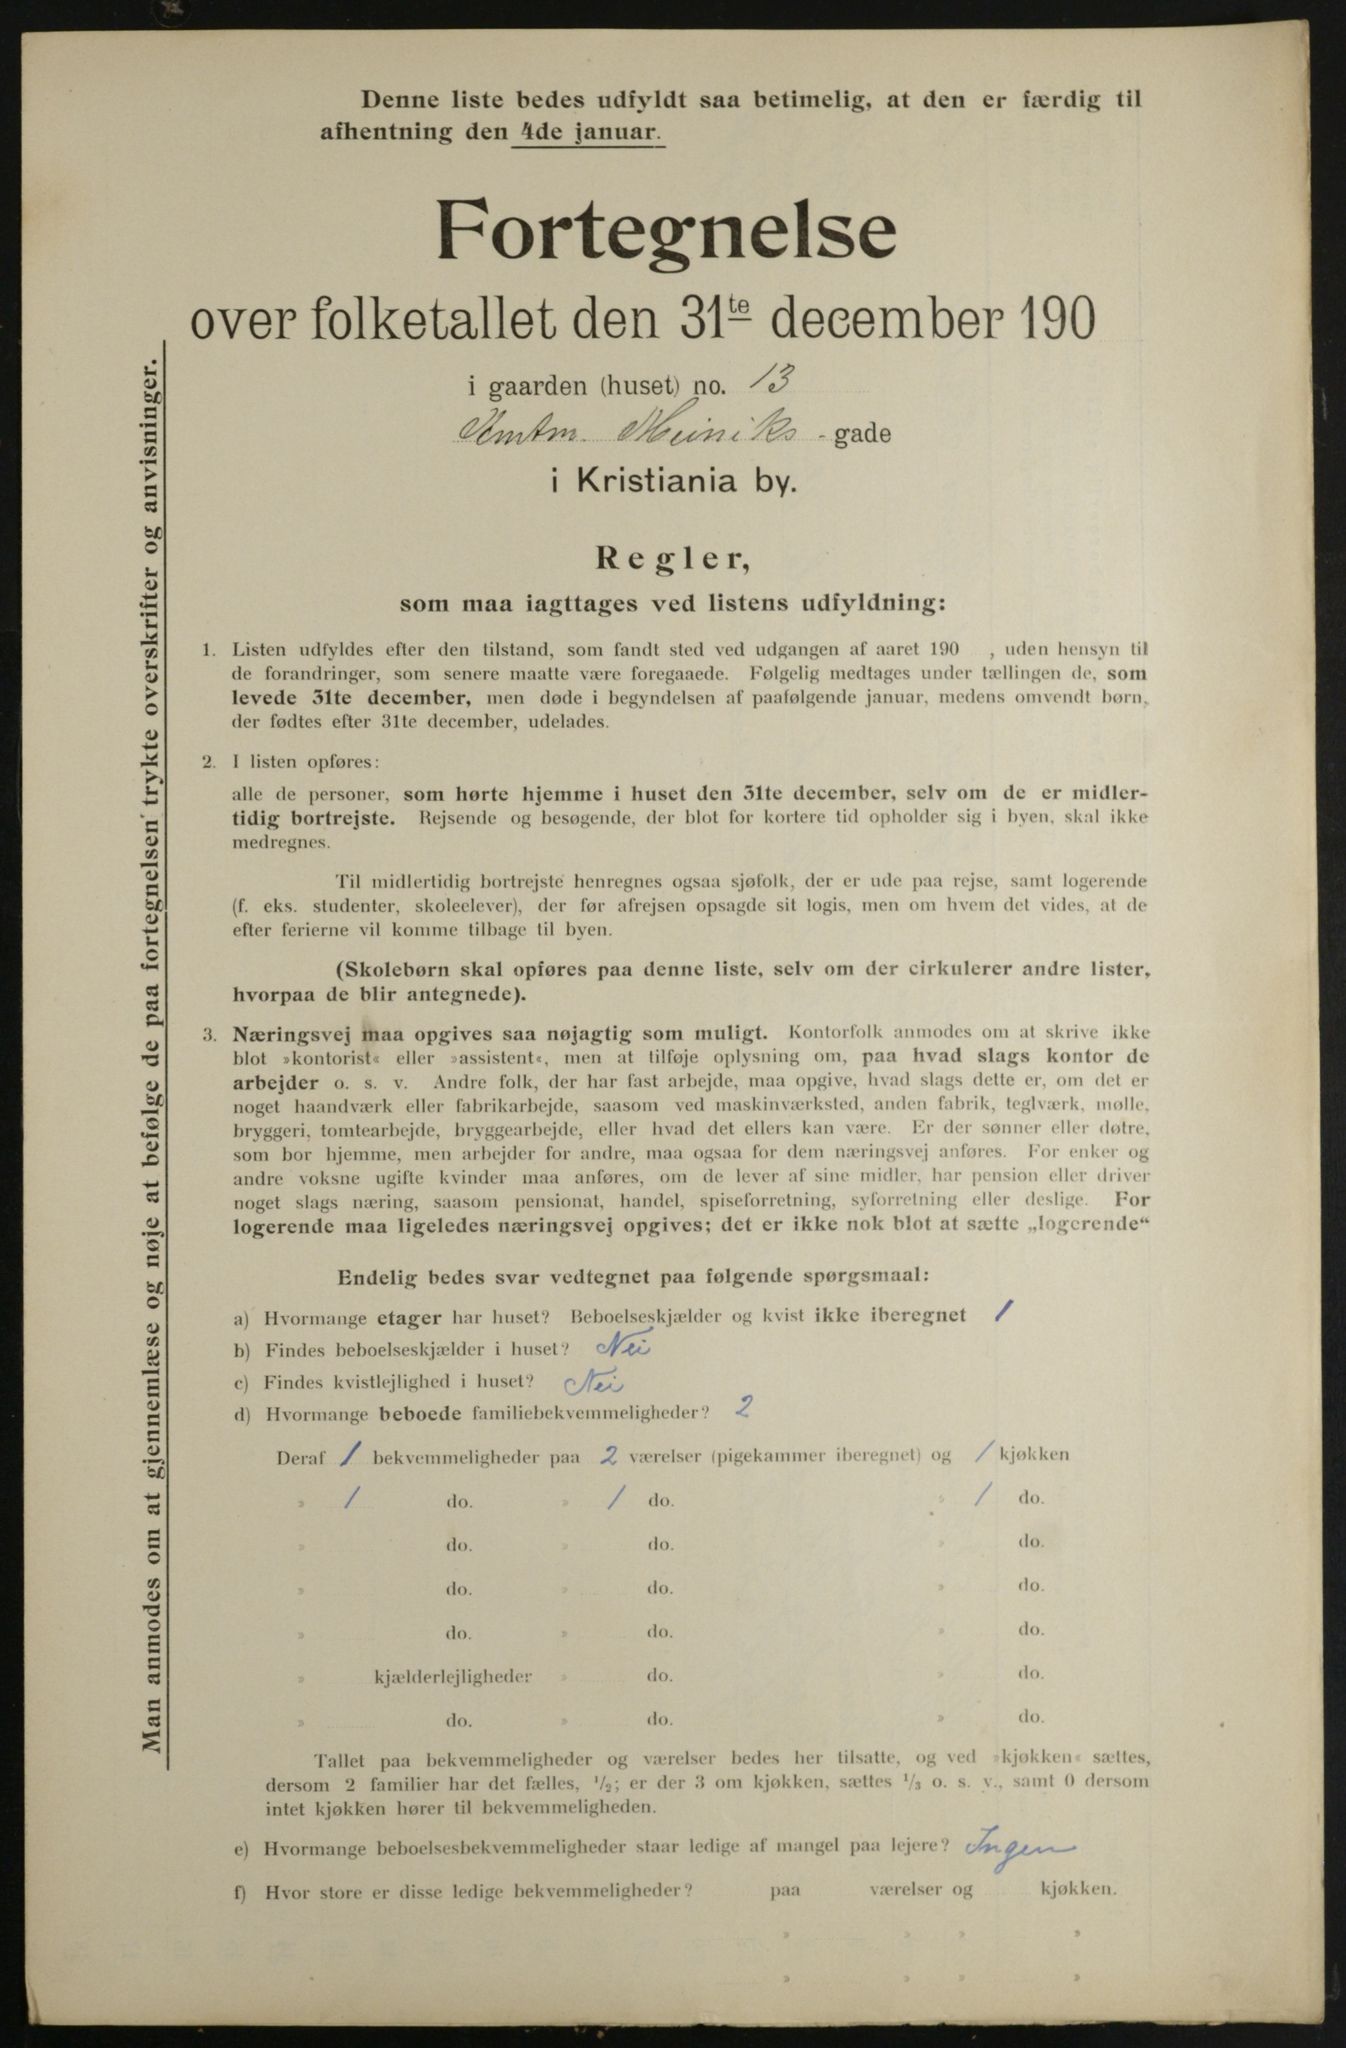 Denne liste bedes udfyldt saa betimelig, at den er færdig til
afhentning den 4de januar.
Fortegnelse
over folketallet den 31te december 190
i gaarden (huset) no. 13
Amtm. Meiniks -gade
i Kristiania by.
Regler,
som maa iagttages ved listens udfyldning:
1. Listen udfyldes efter den tilstand, som fandt sted ved udgangen af aaret 190 , uden hensyn til
de forandringer, som senere maatte være foregaaede. Følgelig medtages under tællingen de, som
levede 31te december, men døde i begyndelsen af paafølgende januar, medens omvendt børn,
der fødtes efter 31te december, udelades.
2. I listen opføres:
alle de personer, som hørte hjemme i huset den 31te december, selv om de er midler-
tidig bortrejste. Rejsende og besøgende, der blot for kortere tid opholder sig i byen, skal ikke
medregnes.
Til midlertidig bortrejste henregnes ogsaa sjøfolk, der er ude paa rejse, samt logerende
(f. eks. studenter, skoleelever), der før afrejsen opsagde sit logis, men om hvem det vides, at de
efter ferierne vil komme tilbage til byen.
(Skolebørn skal opføres paa denne liste, selv om der cirkulerer andre lister,
hvorpaa de blir antegnede).
3. Næringsvej maa opgives saa nøjagtig som muligt. Kontorfolk anmodes om at skrive ikke
blot »kontorist« eller »assistent«, men at tilføje oplysning om, paa hvad slags kontor de
arbejder o. s. v. Andre folk, der har fast arbejde, maa opgive, hvad slags dette er, om det er
noget haandværk eller fabrikarbejde, saasom ved maskinværksted, anden fabrik, teglværk, mølle,
bryggeri, tomtearbejde, bryggearbejde, eller hvad det ellers kan være. Er der sønner eller døtre,
som bor hjemme, men arbejder for andre, maa ogsaa for dem næringsvej anføres. For enker og
andre voksne ugifte kvinder maa anføres, om de lever af sine midler, har pension eller driver
noget slags næring, saasom pensionat, handel, spiseforretning, syforretning eller deslige. For
logerende maa ligeledes næringsvej opgives; det er ikke nok blot at sætte „logerende“
Endelig bedes svar vedtegnet paa følgende spørgsmaal:
a) Hvormange etager har huset? Beboelseskjælder og kvist ikke iberegnet 1
b) Findes beboelseskjælder i huset? Nei
c) Findes kvistlejlighed i huset? Nei
d) Hvormange beboede familiebekvemmeligheder? 2
Deraf 1 bekvemmeligheder paa 2 værelser (pigekammer iberegnet) og 1 kjøkken
» 1 do. » 1 do. » 1 do.
» do. » do. » do.
» do. » do. » do.
» do. » do. » do.
» kjælderlejligheder » do. » do.
» do. » do. » do.
Tallet paa bekvemmeligheder og værelser bedes her tilsatte, og ved »kjøkken« sættes,
dersom 2 familier har det fælles, 1/2; er der 3 om kjøkken, sættes 1/3 o. s. v., samt 0 dersom
intet kjøkken hører til bekvemmeligheden.
e) Hvormange beboelsesbekvemmeligheder staar ledige af mangel paa lejere? Ingen
f) Hvor store er disse ledige bekvemmeligheder? paa værelser og kjøkken.
» » » »
» » » »
Man anmodes om at gjennemlæse og nøje at befølge de paa fortegnelsen trykte overskrifter og anvisninger.